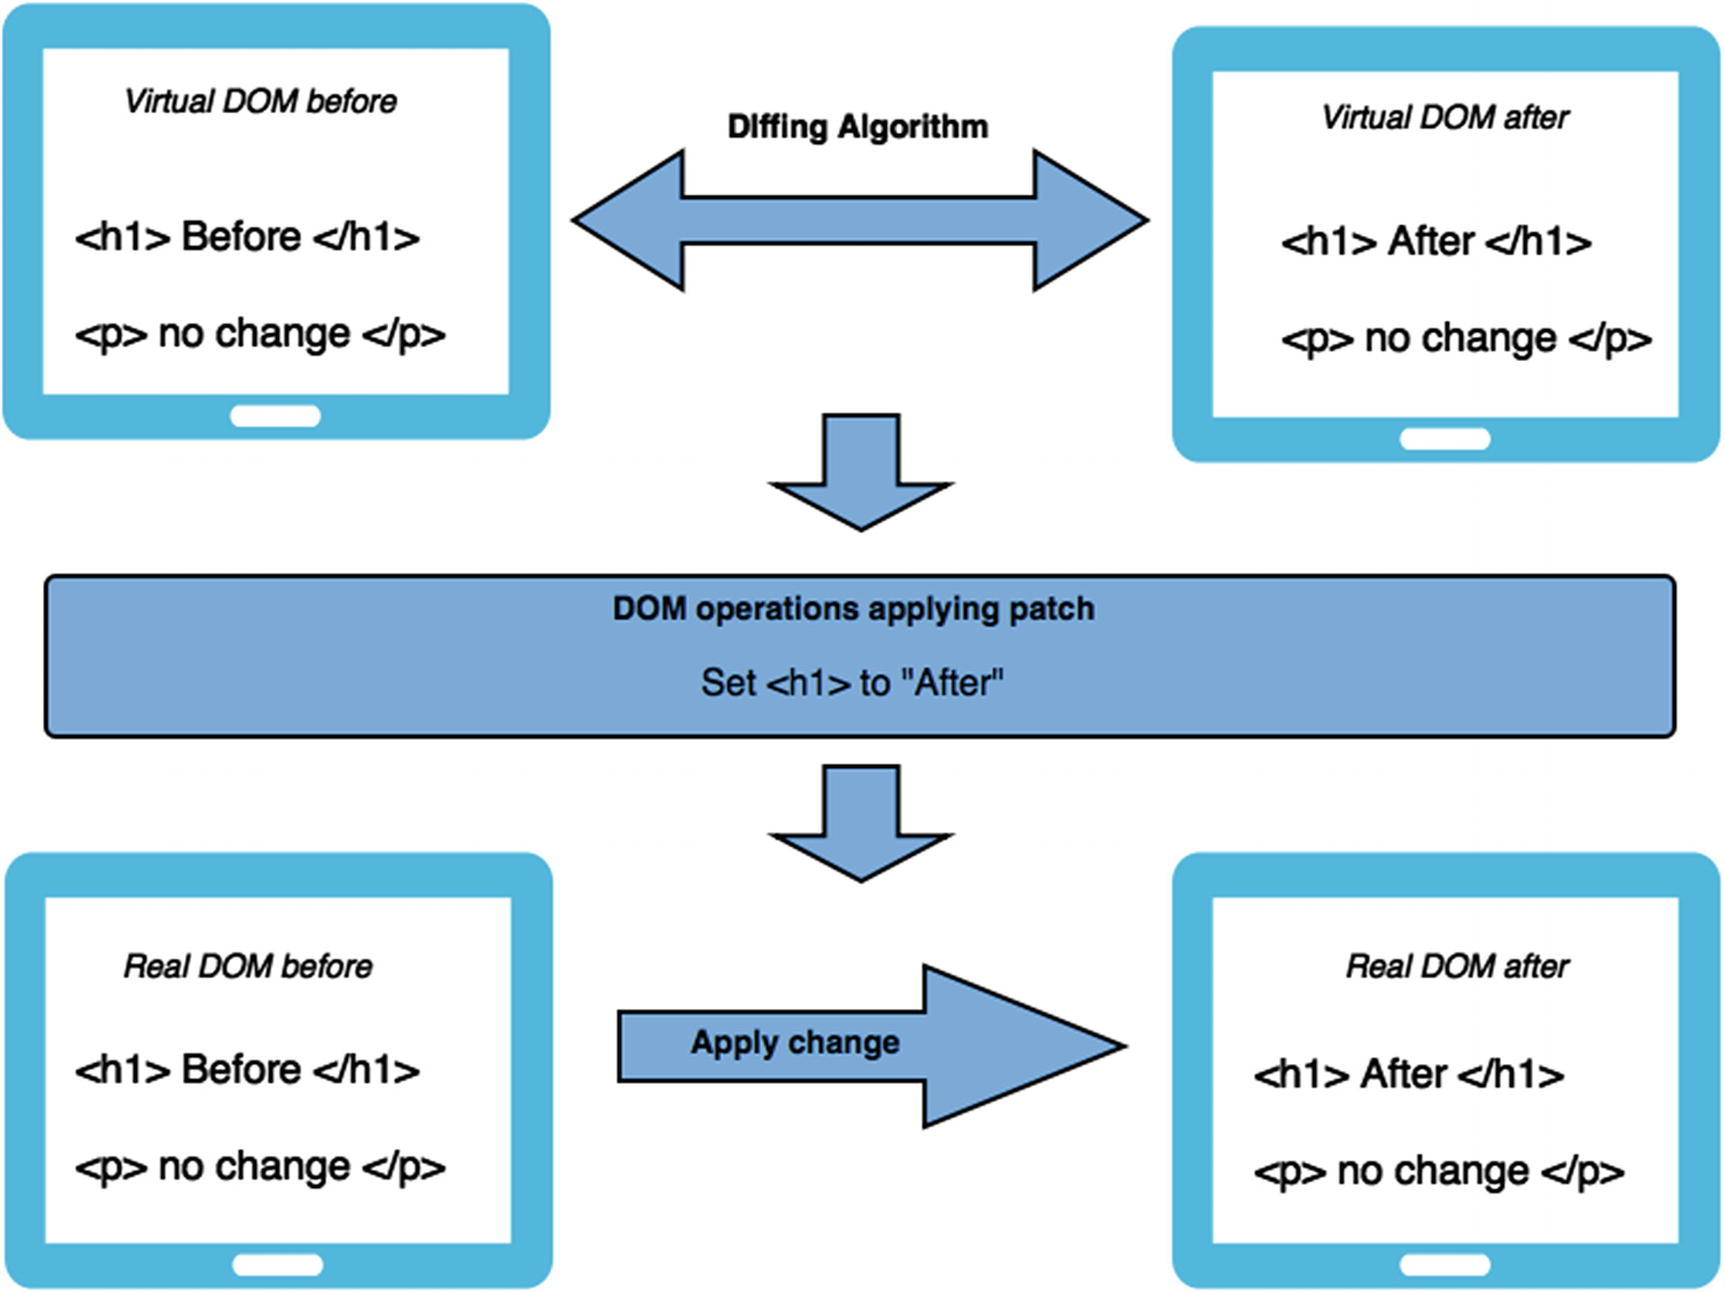 Virtual DOM before
<h1> Before </h1>
<p> no change </p>
DIffing Algorithm
Virtual DOM after
<h1> After </h1>
<p> no change </p>
DOM operations applying patch
Set <h1> to "After"
Real DOM before
<h1> Before </h1>
<p> no change </p>
Apply change
Real DOM after
<h1> After </h1>
<p> no change </p>